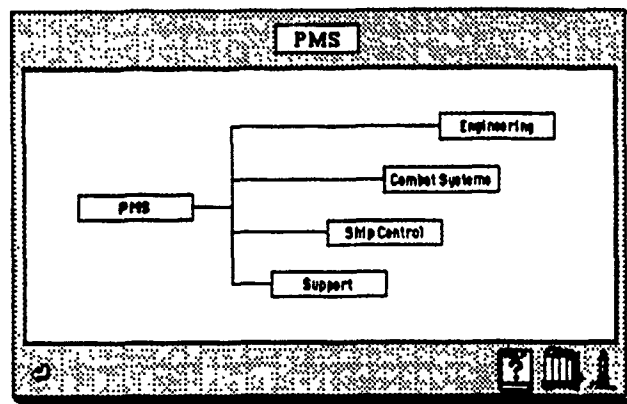 PMS
Engineering
Combat Systems
PMS
Ship Control
Support
?